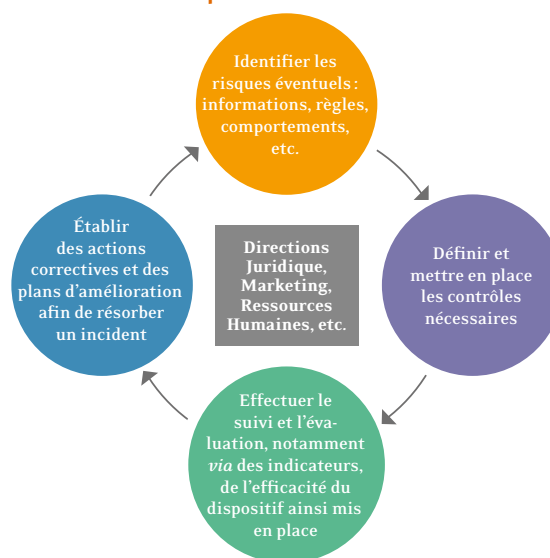 Identifier les
risques éventuels :
informations, règles,
comportements,
etc.
Établir
des actions
correctives et des
plans d'amélioration
afin de résorber
un incident
Directions
Juridique,
Marketing,
Ressources
Humaines, etc.
Définir et
mettre en place
les contrôles
nécessaires
Effectuer le
suivi et l'éva-
luation, notamment
via des indicateurs,
de l'efficacité du
dispositif ainsi mis
en place